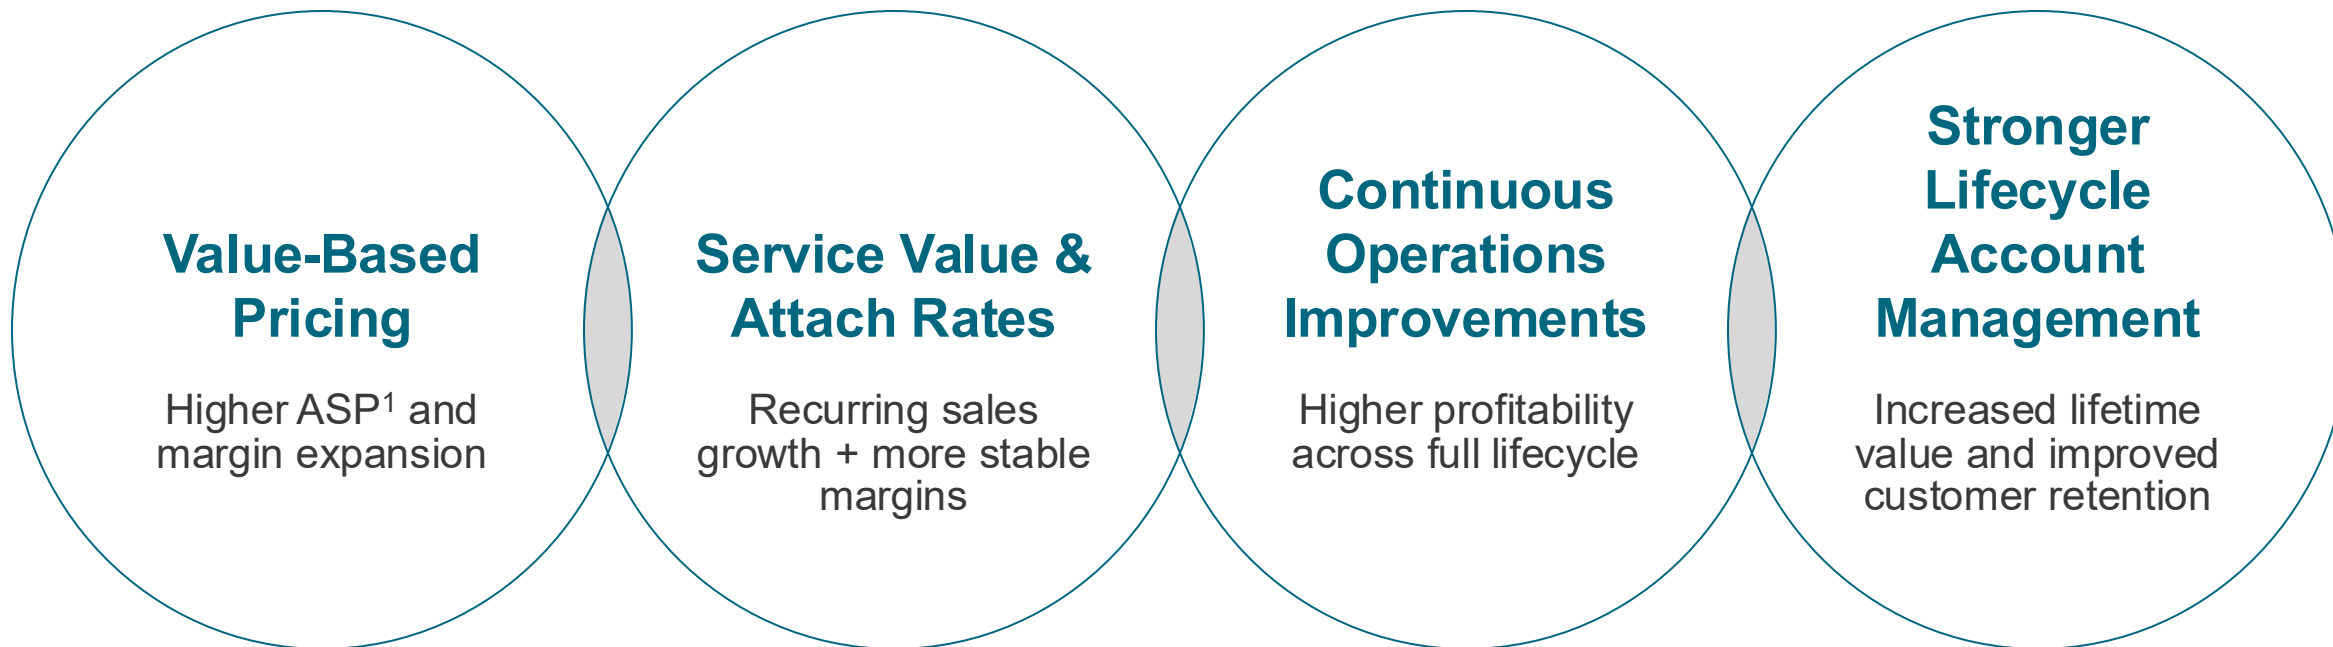 Value-Based
Pricing
Higher ASP¹ and
margin expansion
Service Value &
Attach Rates
Recurring sales
growth + more stable
margins
Continuous
Operations
Improvements
Higher profitability
across full lifecycle
Stronger
Lifecycle
Account
Management
Increased lifetime
value and improved
customer retention